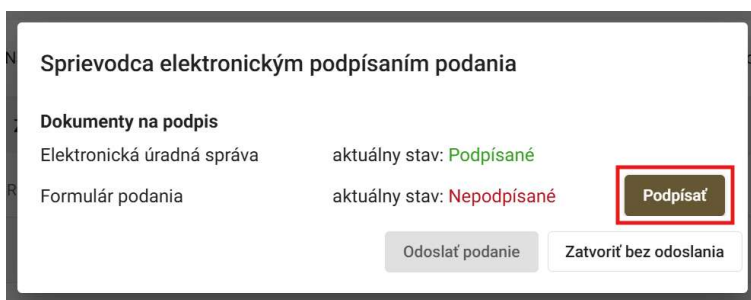 Sprievodca elektronickým podpísaním podania
Dokumenty na podpis
Elektronická úradná správa aktuálny stav: Podpísané
Formulár podania aktuálny stav: Nepodpísané Podpísať
Odoslať podanie Zatvoriť bez odoslania